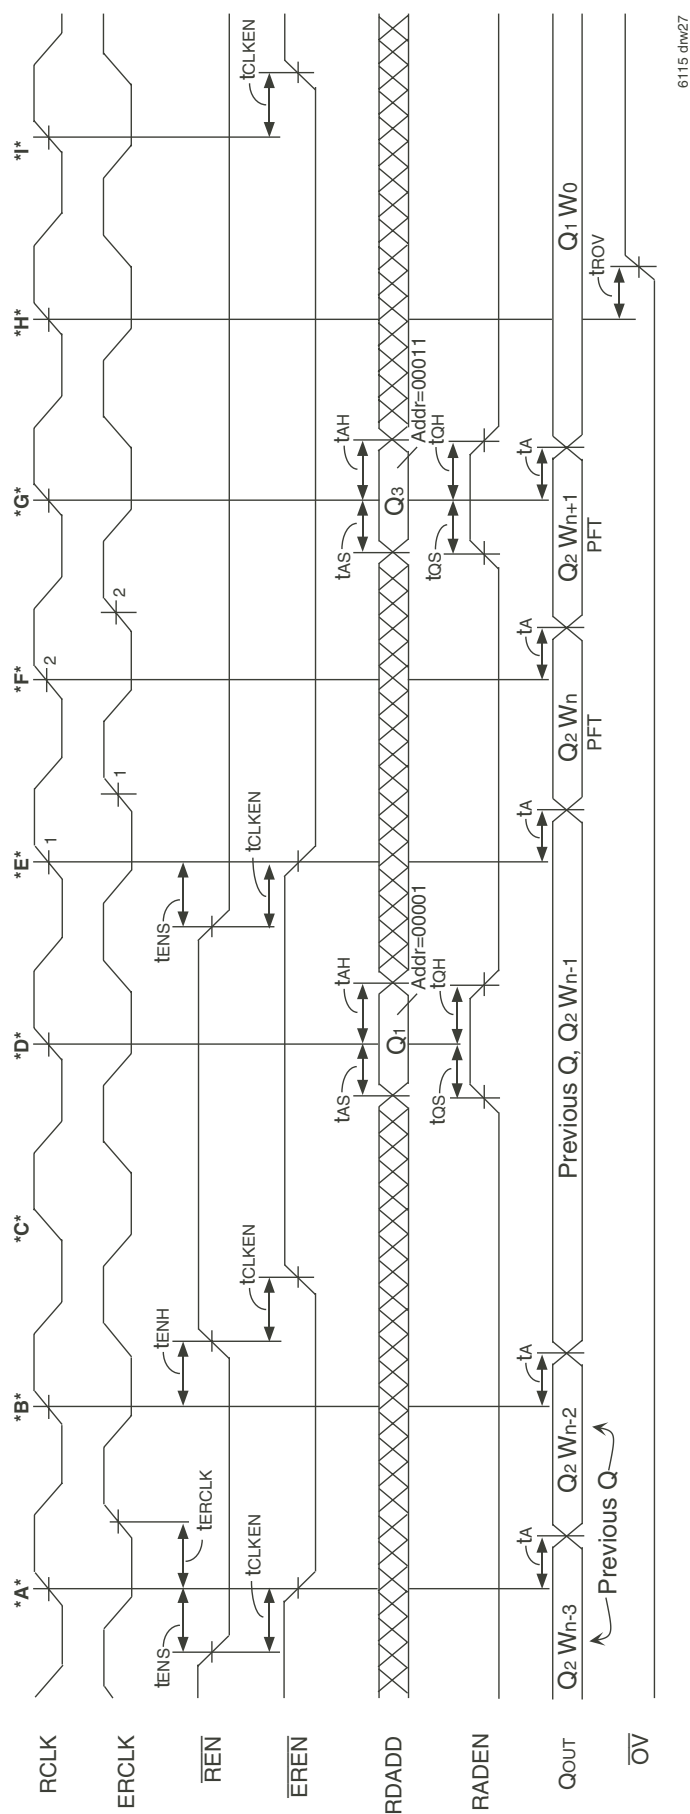 *A* *B* *C* *D* *E* *F* *G* *H* *I*
RCLK 1 2
ERCLK 1 2
tERCLK
REN
tENS tENH tENS
EREN
tCLKEN tCLKEN tCLKEN tCLKEN
RDADD
tAS tAH tAS tAH
Q1 Q3
Addr=00001 Addr=00011
RADEN
tQS tQH tQS tQH
QOUT
tA tA tA tA tA
Q2 Wn-3 Q2 Wn-2 Previous Q, Q2 Wn-1 Q2 Wn Q2 Wn+1 Q1 W0
Previous Q PFT PFT
OV
tROV
6115 drw27